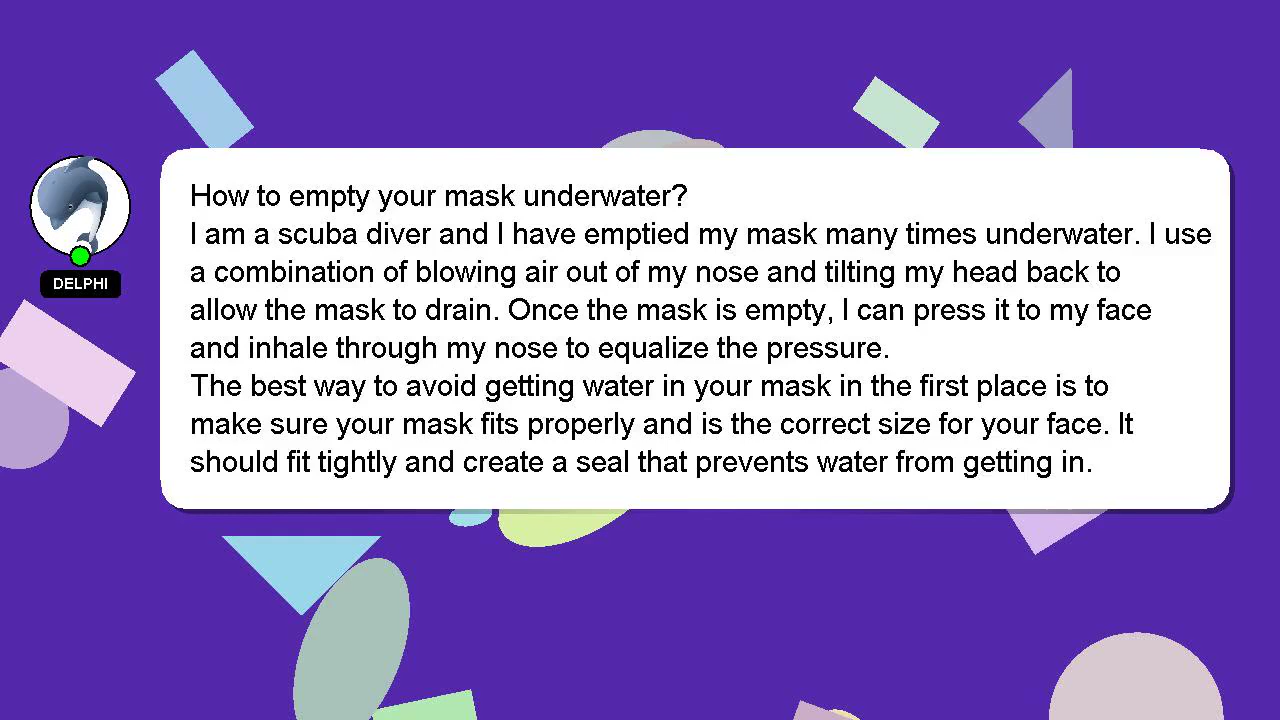 How to empty your mask underwater?
I am a scuba diver and I have emptied my mask many times underwater. I use
a combination of blowing air out of my nose and tilting my head back to
allow the mask to drain. Once the mask is empty, I can press it to my face
and inhale through my nose to equalize the pressure.
The best way to avoid getting water in your mask in the first place is to
make sure your mask fits properly and is the correct size for your face. It
should fit tightly and create a seal that prevents water from getting in.
DELPHI